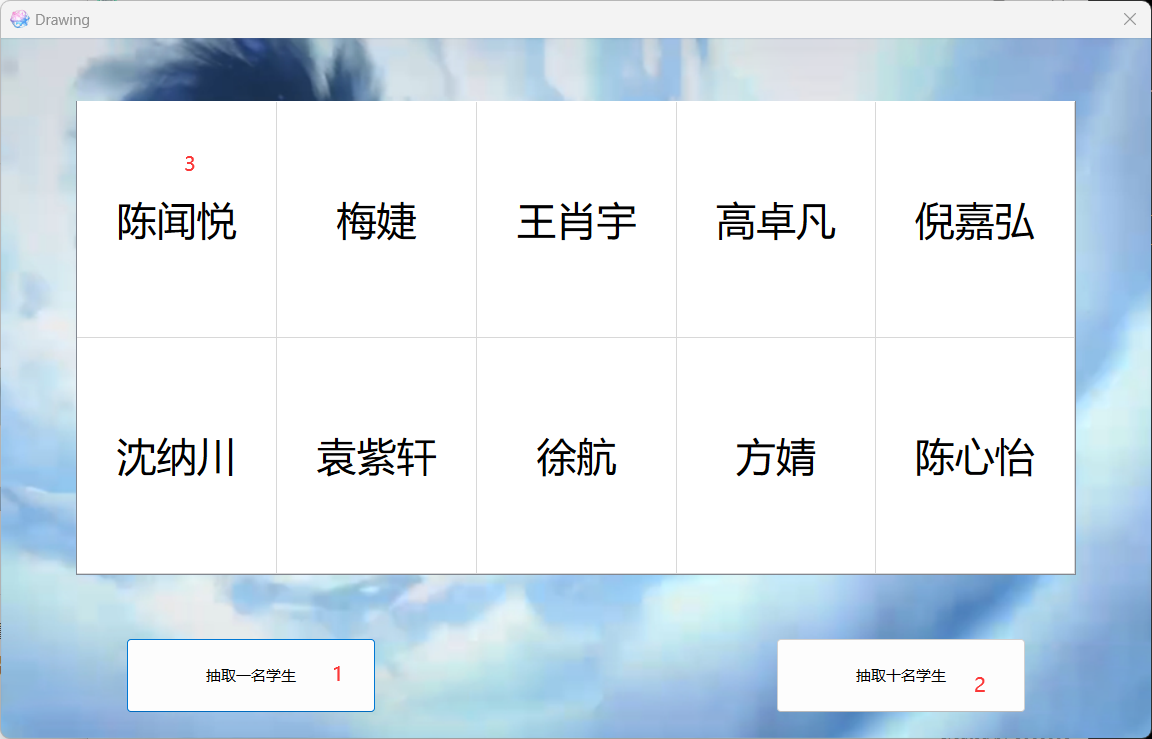 Drawing
3
陈闻悦 梅婕 王肖宇 高卓凡 倪嘉弘
沈纳川 袁紫轩 徐航 方婧 陈心怡
抽取一名学生 1 抽取十名学生 2